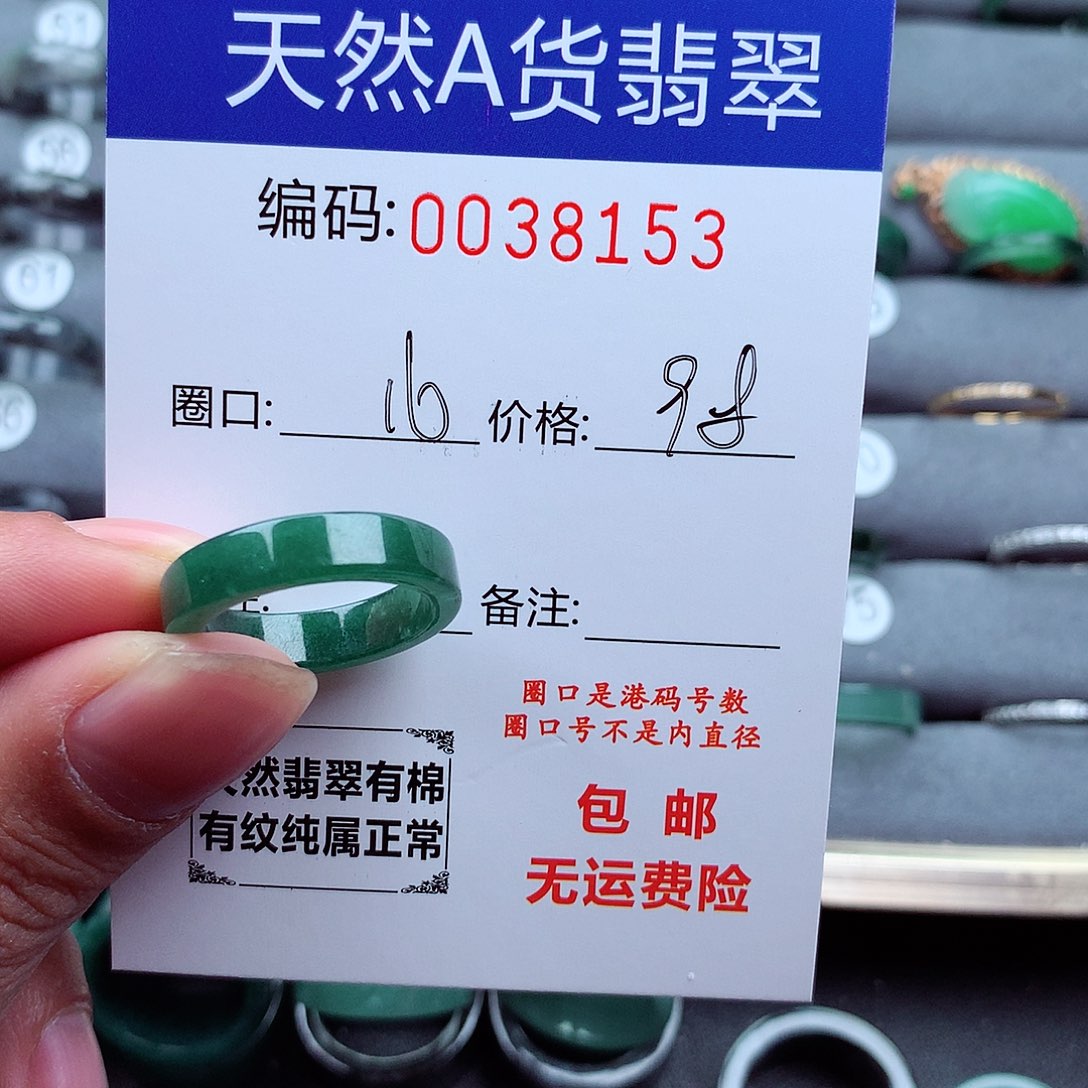 天然A货翡翠
编码:0038153
圈口: 16 价格: 98
备注:
圈口是港码号数
圈口号不是内直径
然翡翠有棉
有纹纯属正常
包 邮
无运费险